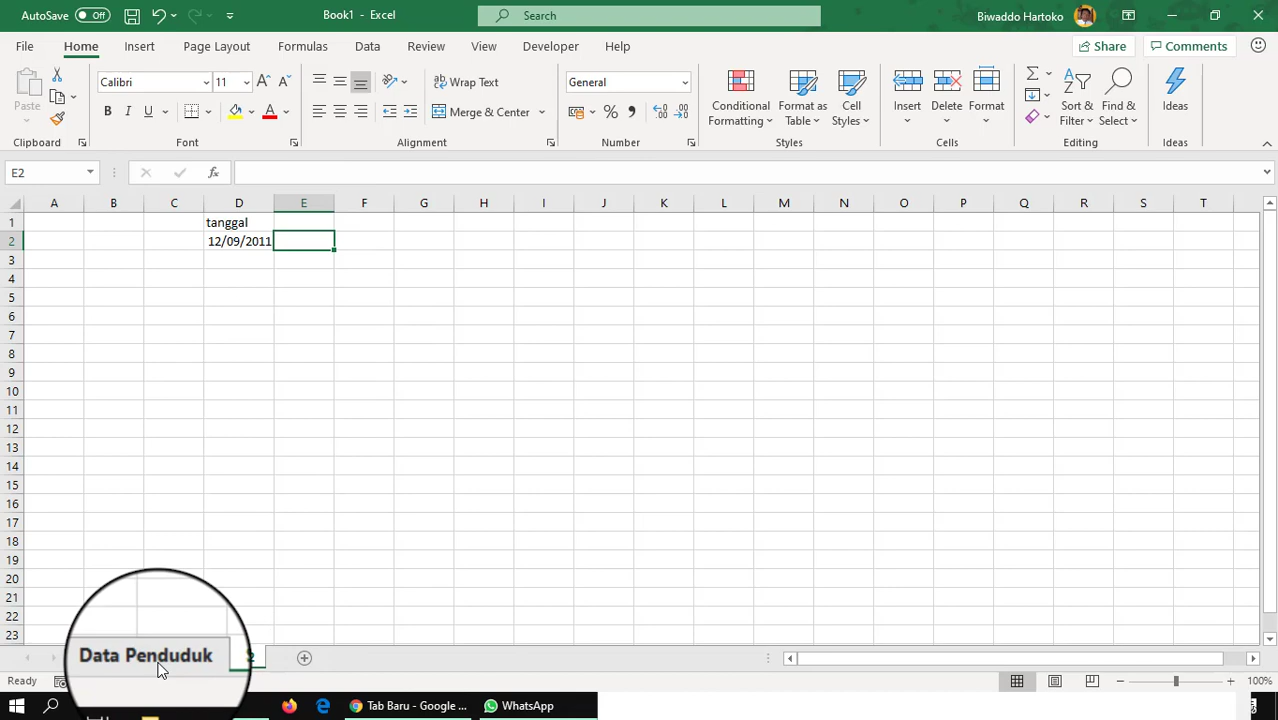 AutoSave Off Book1 - Excel Search Biwaddo Hartoko
File Home Insert Page Layout Formulas Data Review View Developer Help Share Comments
Paste Calibri 11 Wrap Text General Conditional Formatting Format as Table Cell Styles Insert Delete Format Sort & Filter Find & Select Ideas
B I U Merge & Center % ,
Clipboard Font Alignment Number Styles Cells Editing Ideas
E2 fx
A B C D E F G H I J K L M N O P Q R S T
1 tanggal
2 12/09/2011
3
4
5
6
7
8
9
10
11
12
13
14
15
16
17
18
19
20
21
22
23
Data Penduduk
Ready 100%
Tab Baru - Google ... WhatsApp